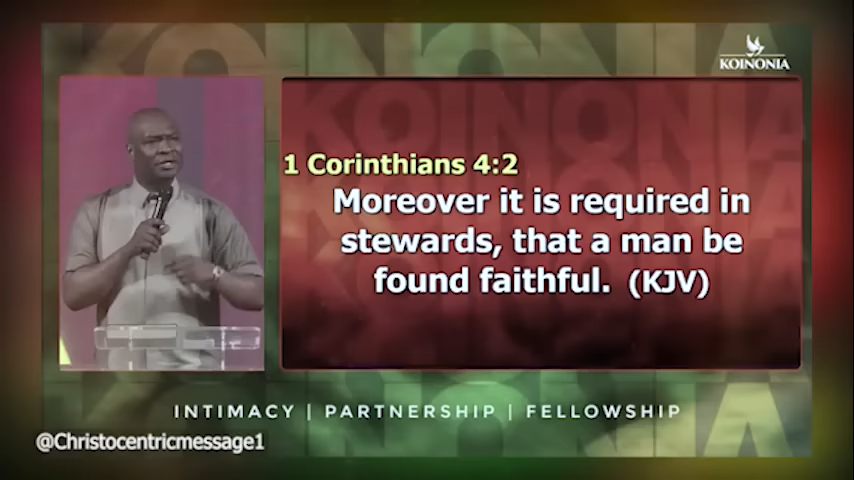 KOINONIA
KOINONIA
1 Corinthians 4:2
Moreover it is required in
stewards, that a man be
found faithful. (KJV)
INTIMACY | PARTNERSHIP | FELLOWSHIP
@Christocentricmessage1